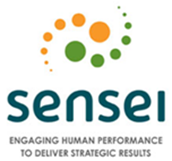 sensei
ENGAGING HUMAN PERFORMANCE
TO DELIVER STRATEGIC RESULTS